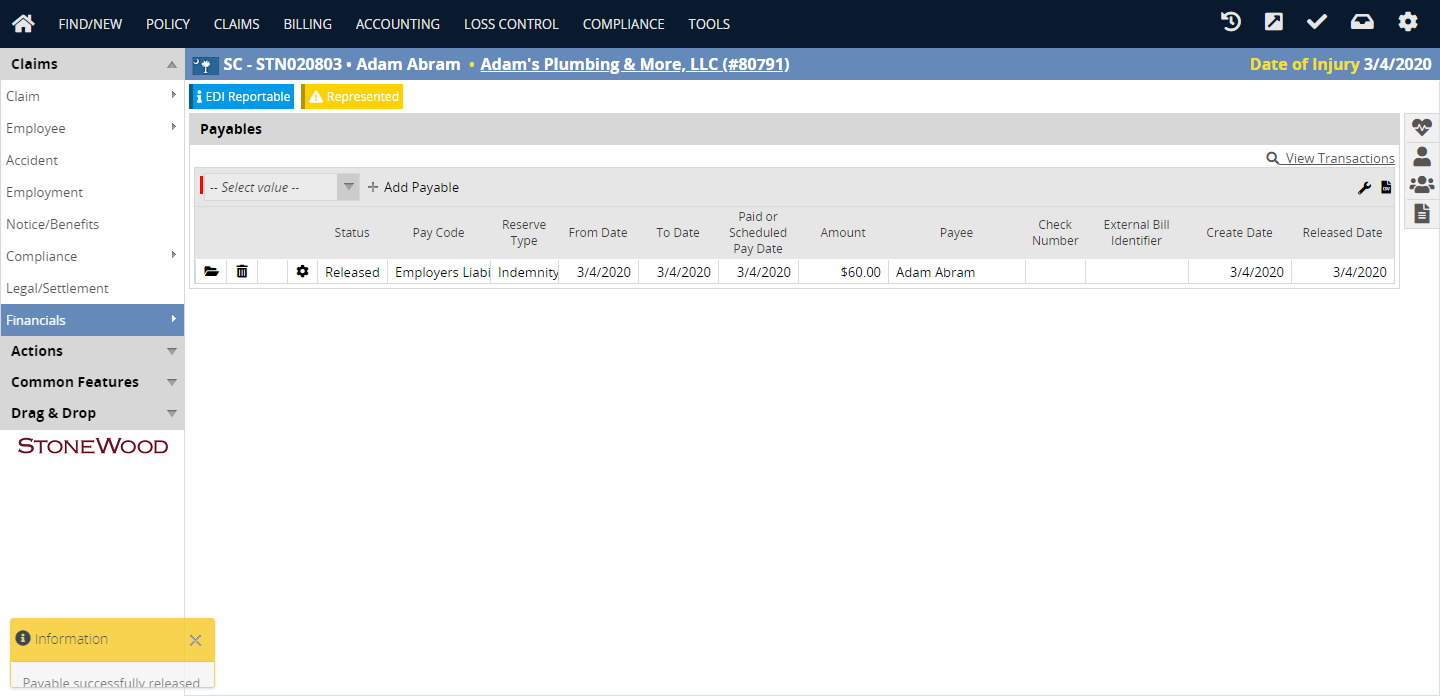 FIND/NEW POLICY CLAIMS BILLING ACCOUNTING LOSS CONTROL COMPLIANCE TOOLS
Claims
SC - STN020803 • Adam Abram • Adam's Plumbing & More, LLC (#80791)
Date of Injury 3/4/2020
Claim
Employee
Accident
Employment
Notice/Benefits
Compliance
Legal/Settlement
Financials
Actions
Common Features
Drag & Drop
STONEWOOD
EDI Reportable
Represented
Payables
View Transactions
-- Select value --
Add Payable
CSV
Status
Pay Code
Reserve
Type
From Date
To Date
Paid or
Scheduled
Pay Date
Amount
Payee
Check
Number
External Bill
Identifier
Create Date
Released Date
Released Employers Liabi Indemnity 3/4/2020 3/4/2020 3/4/2020 $60.00 Adam Abram 3/4/2020 3/4/2020
Information
Payable successfully released